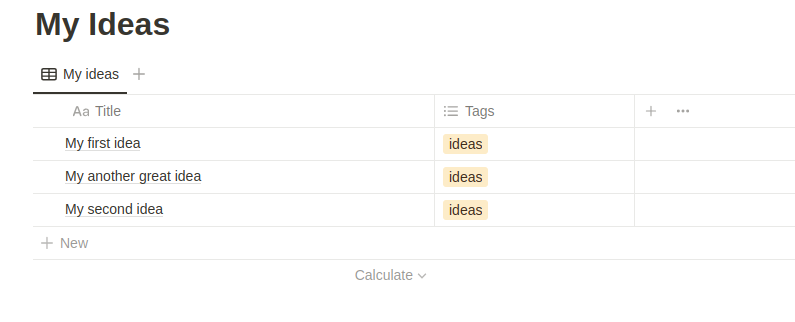 My Ideas
My ideas
Aa Title Tags
My first idea ideas
My another great idea ideas
My second idea ideas
New
Calculate